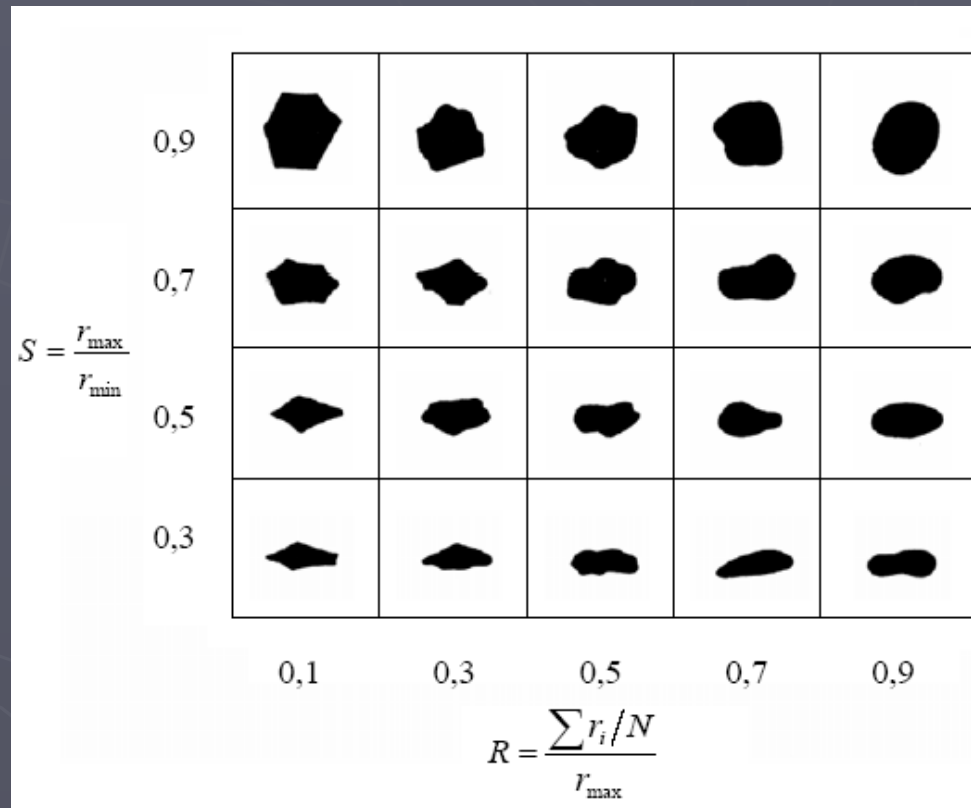 0,9
0,7
S = r_max / r_min
0,5
0,3
0,1 0,3 0,5 0,7 0,9
R = (∑ r_i / N) / r_max